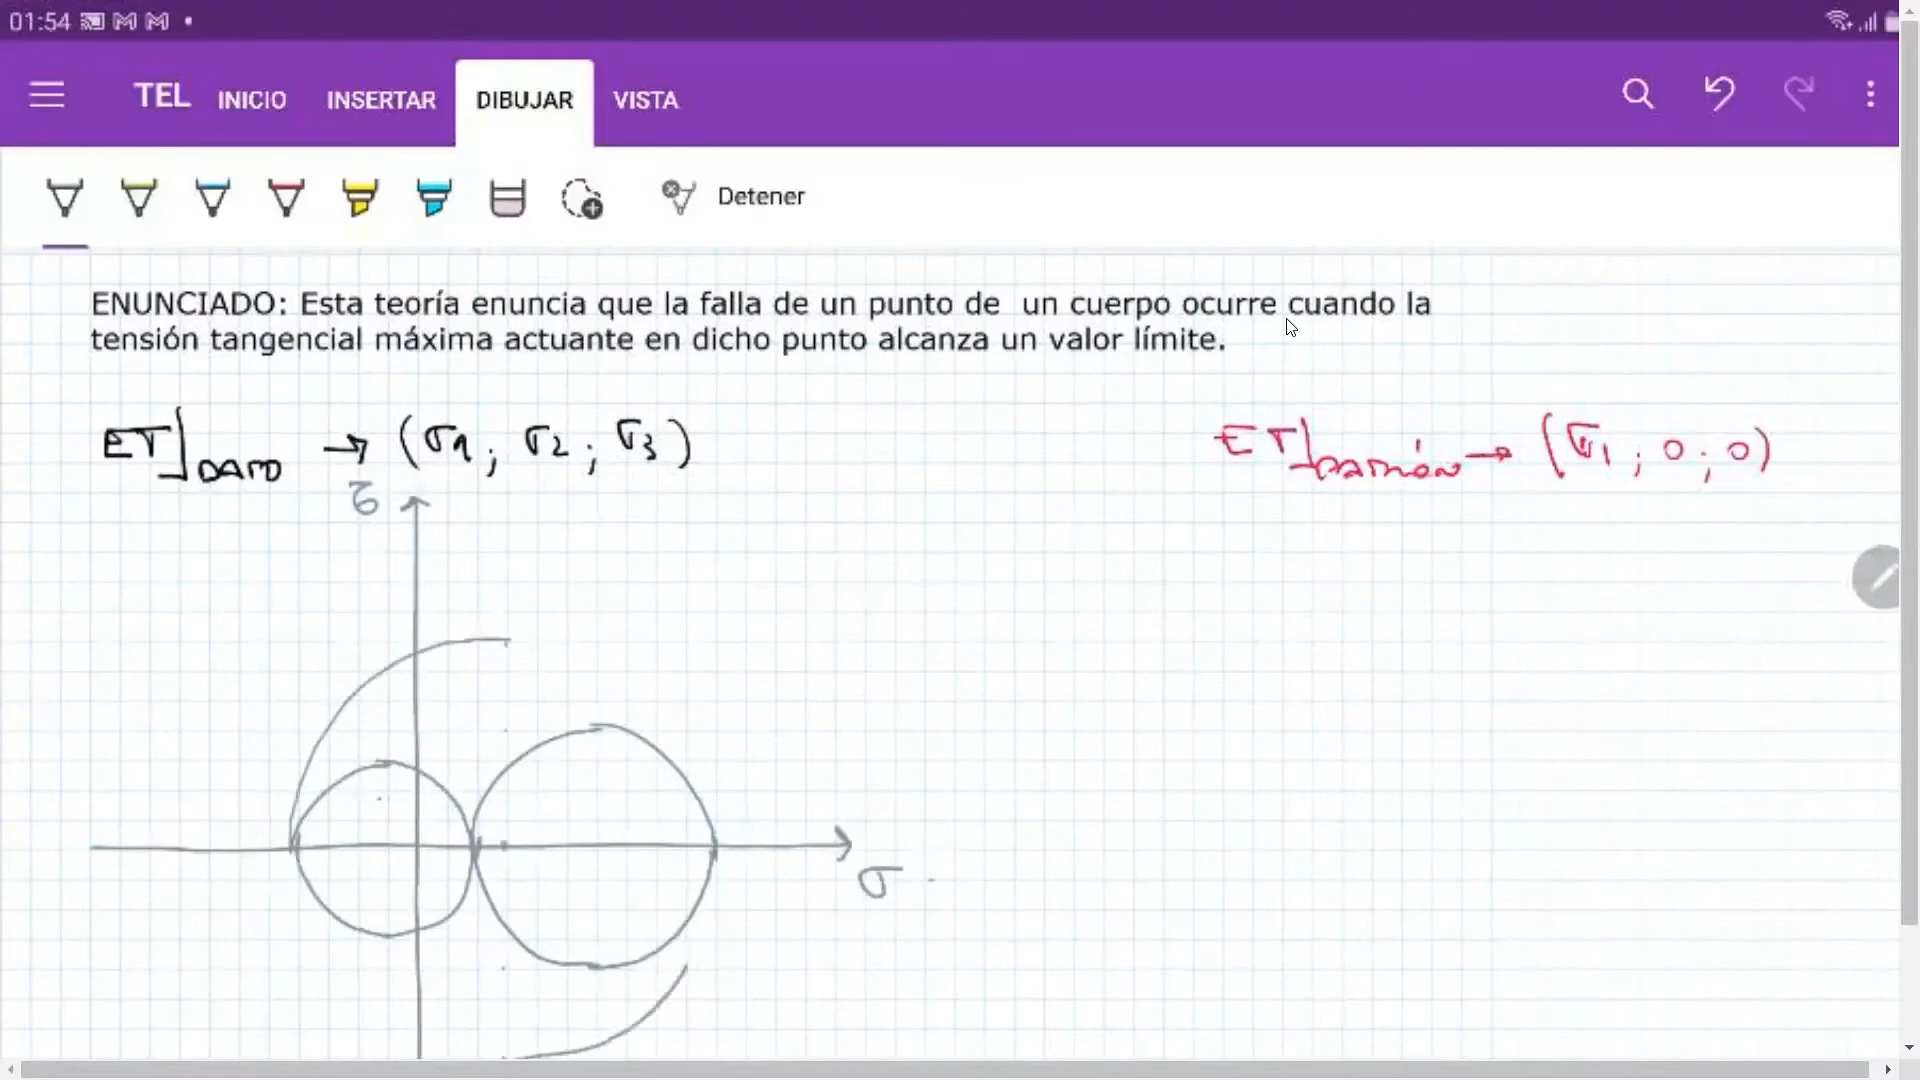 01:54
TEL INICIO INSERTAR DIBUJAR VISTA
Detener
ENUNCIADO: Esta teoría enuncia que la falla de un punto de un cuerpo ocurre cuando la
tensión tangencial máxima actuante en dicho punto alcanza un valor límite.
ET]DATO → (σ1; σ2; σ3)
ET]PATRÓN → (σ1; 0; 0)
τ
σ